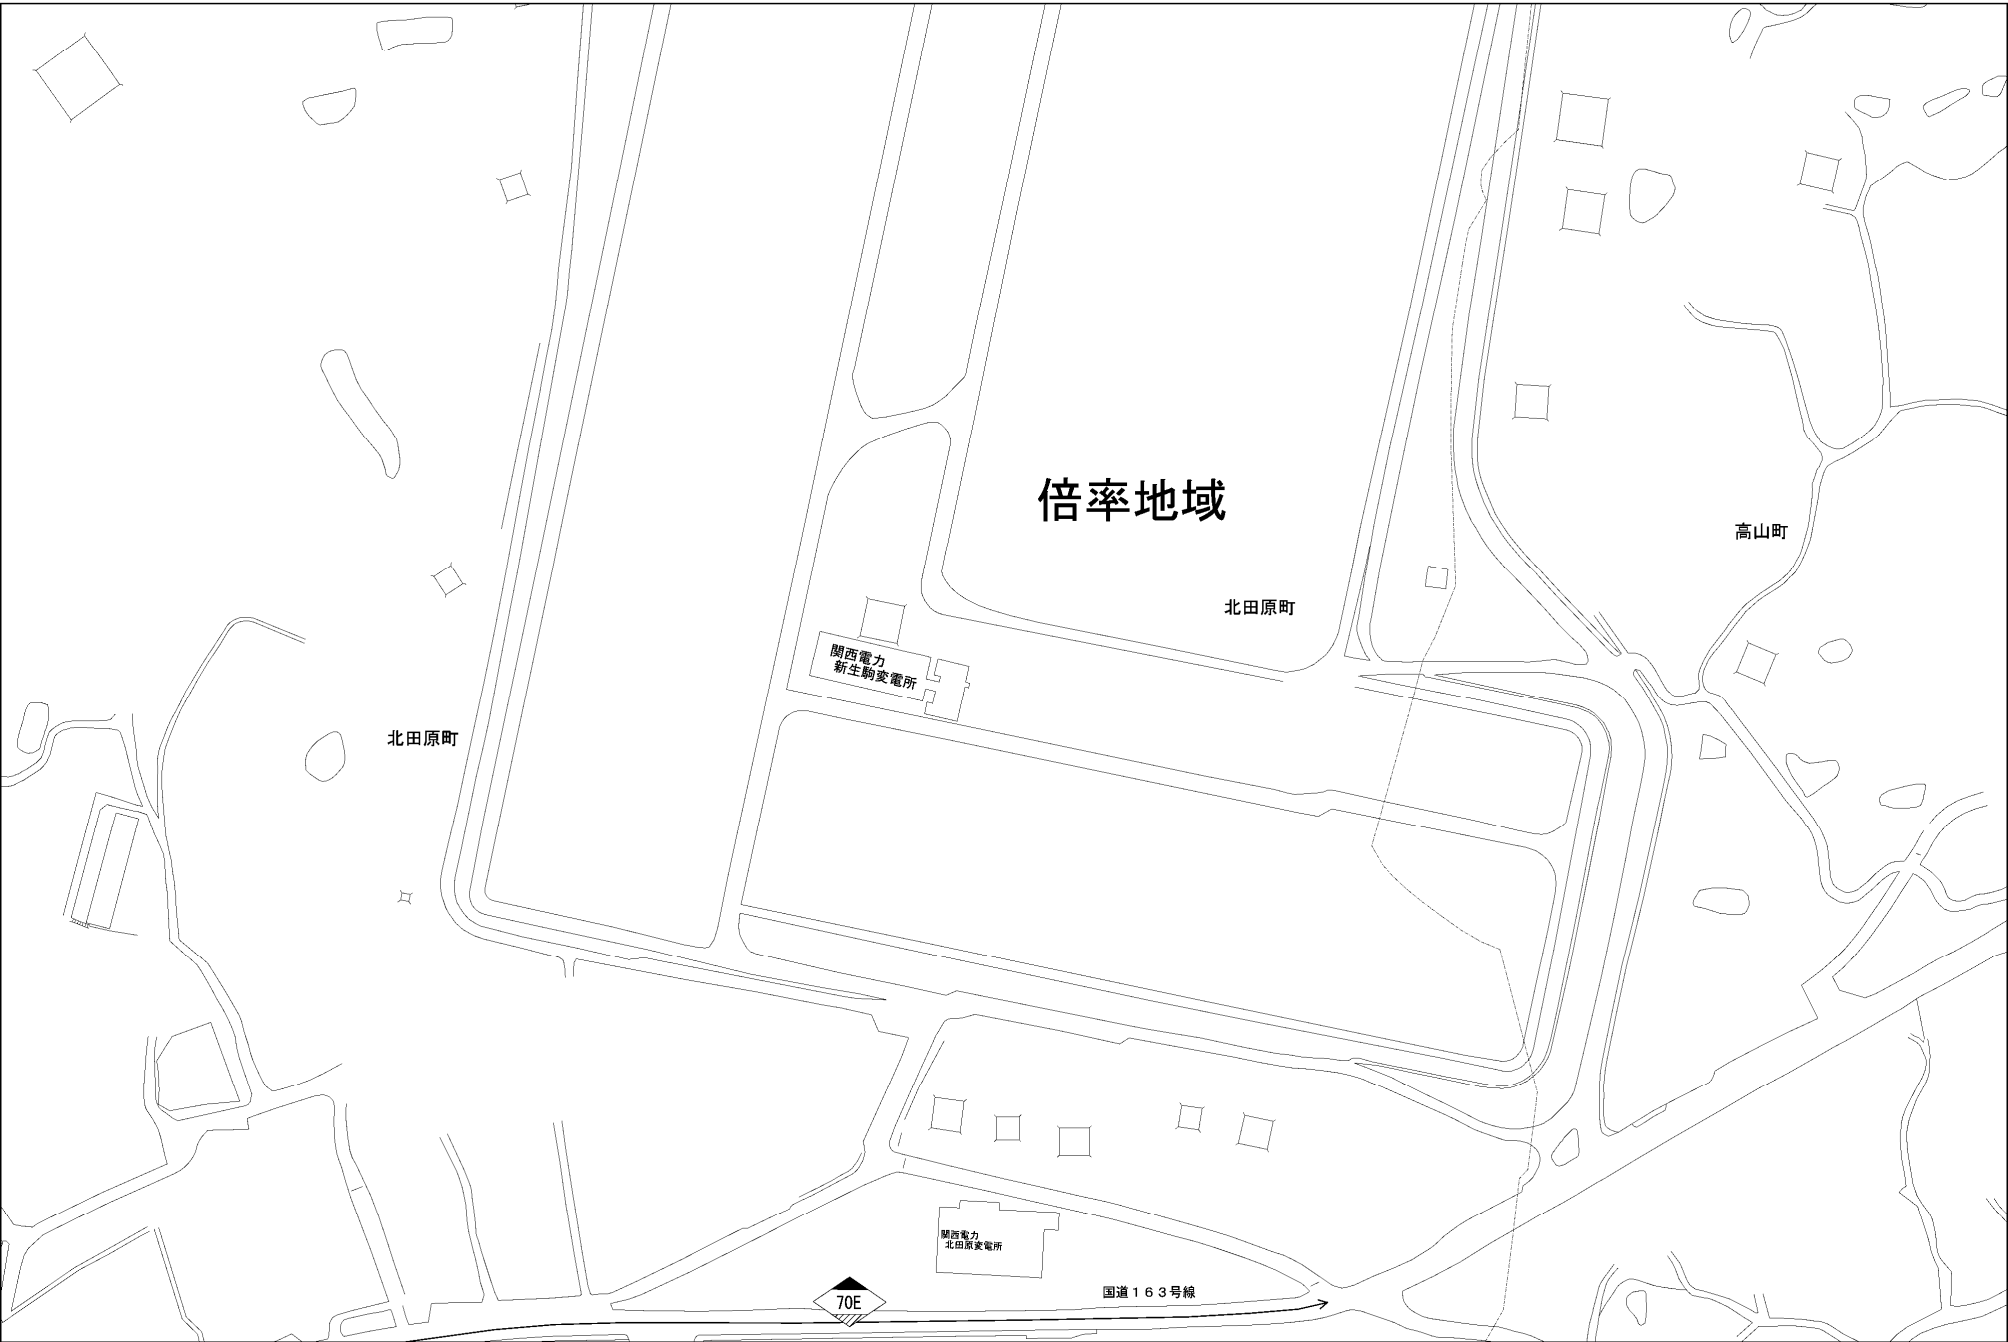 倍率地域
高山町
北田原町
関西電力
新生駒変電所
北田原町
関西電力
北田原変電所
国道163号線
70E